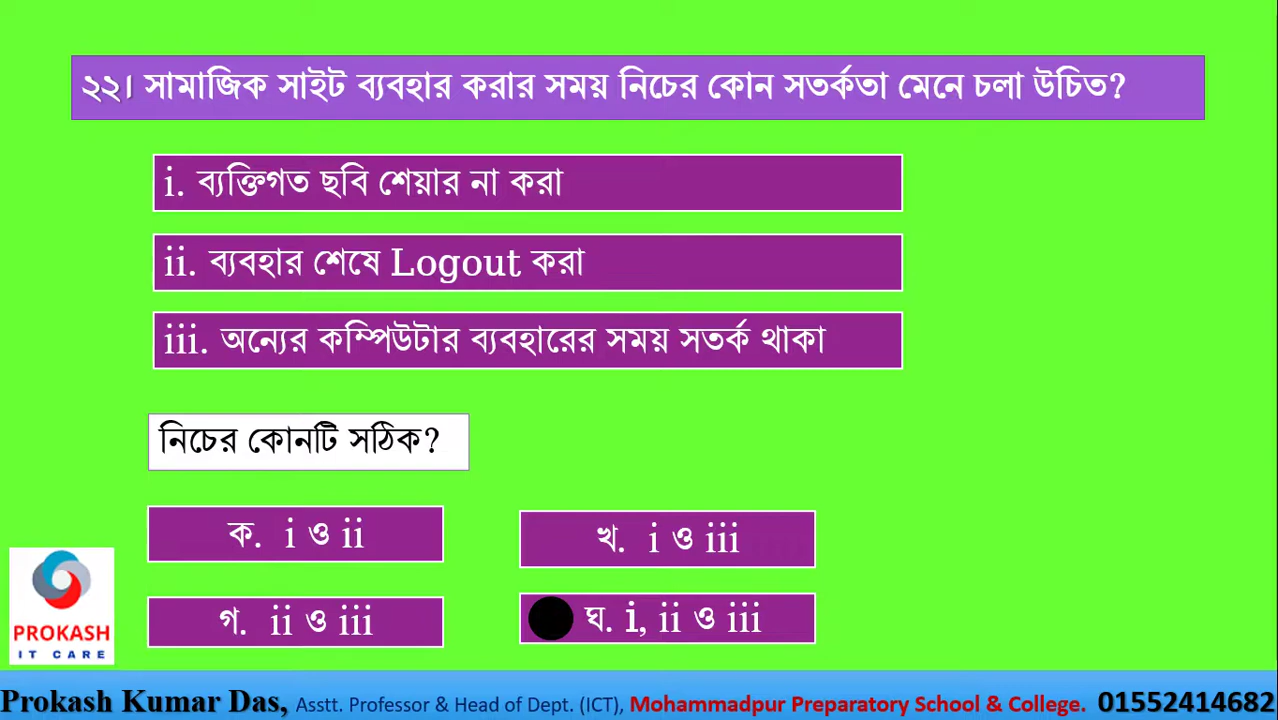 ২২। সামাজিক সাইট ব্যবহার করার সময় নিচের কোন সতর্কতা মেনে চলা উচিত?
i. ব্যক্তিগত ছবি শেয়ার না করা
ii. ব্যবহার শেষে Logout করা
iii. অন্যের কম্পিউটার ব্যবহারের সময় সতর্ক থাকা
নিচের কোনটি সঠিক?
ক. i ও ii
খ. i ও iii
গ. ii ও iii
ঘ. i, ii ও iii
PROKASH
IT CARE
Prokash Kumar Das, Asstt. Professor & Head of Dept. (ICT), Mohammadpur Preparatory School & College. 01552414682